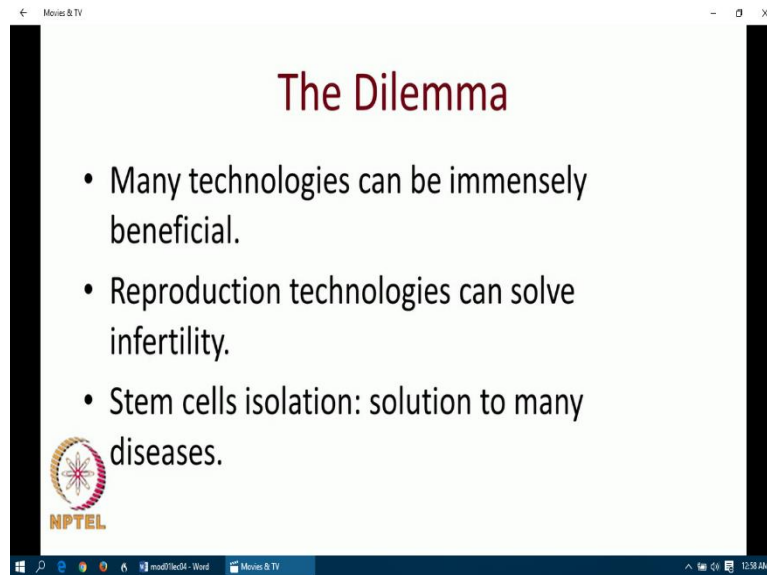 Movies & TV
The Dilemma
• Many technologies can be immensely
beneficial.
• Reproduction technologies can solve
infertility.
• Stem cells isolation: solution to many
diseases.
NPTEL
mod01lec04 - Word
Movies & TV
12:58 AM